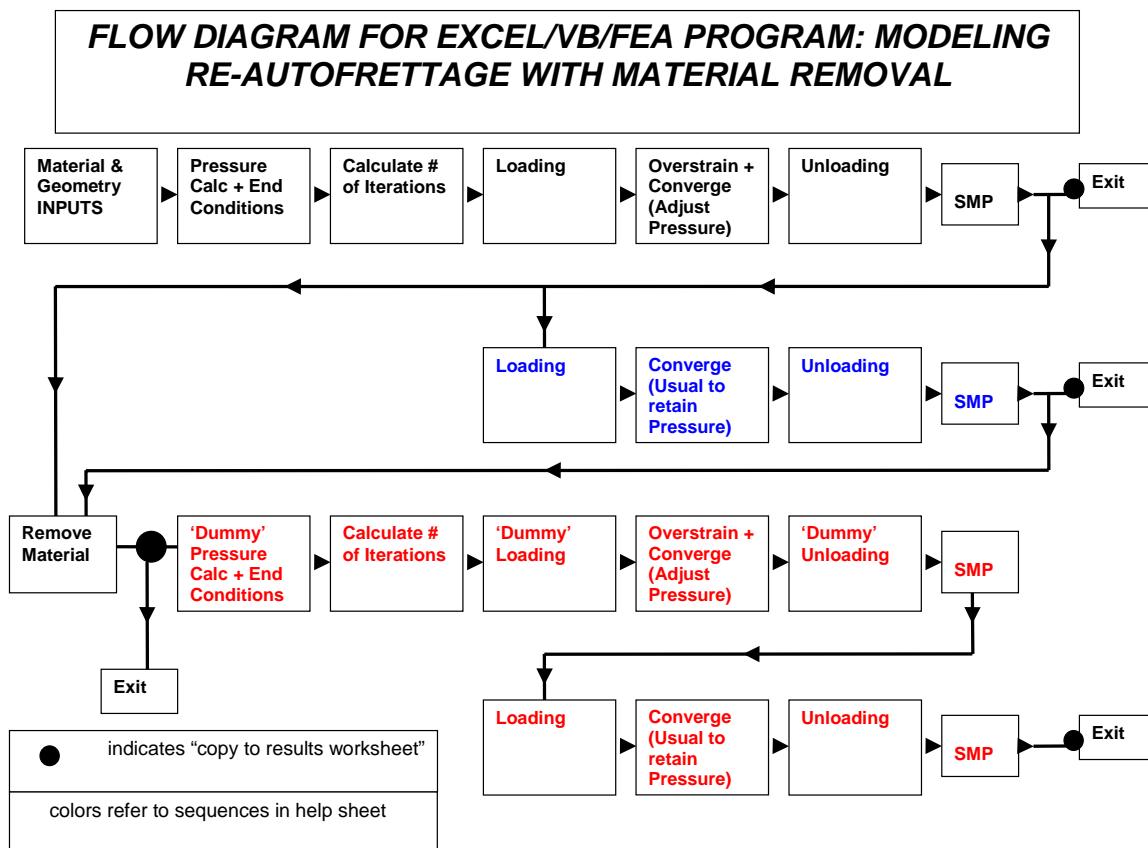 FLOW DIAGRAM FOR EXCEL/VB/FEA PROGRAM: MODELING
RE-AUTOFRETTAGE WITH MATERIAL REMOVAL
Material &
Geometry
INPUTS
Pressure
Calc + End
Conditions
Calculate #
of Iterations
Loading
Overstrain +
Converge
(Adjust
Pressure)
Unloading
SMP
Exit
Loading
Converge
(Usual to
retain
Pressure)
Unloading
SMP
Exit
Remove
Material
‘Dummy’
Pressure
Calc + End
Conditions
Calculate #
of Iterations
‘Dummy’
Loading
Overstrain +
Converge
(Adjust
Pressure)
‘Dummy’
Unloading
SMP
Exit
Loading
Converge
(Usual to
retain
Pressure)
Unloading
SMP
Exit
indicates “copy to results worksheet”
colors refer to sequences in help sheet